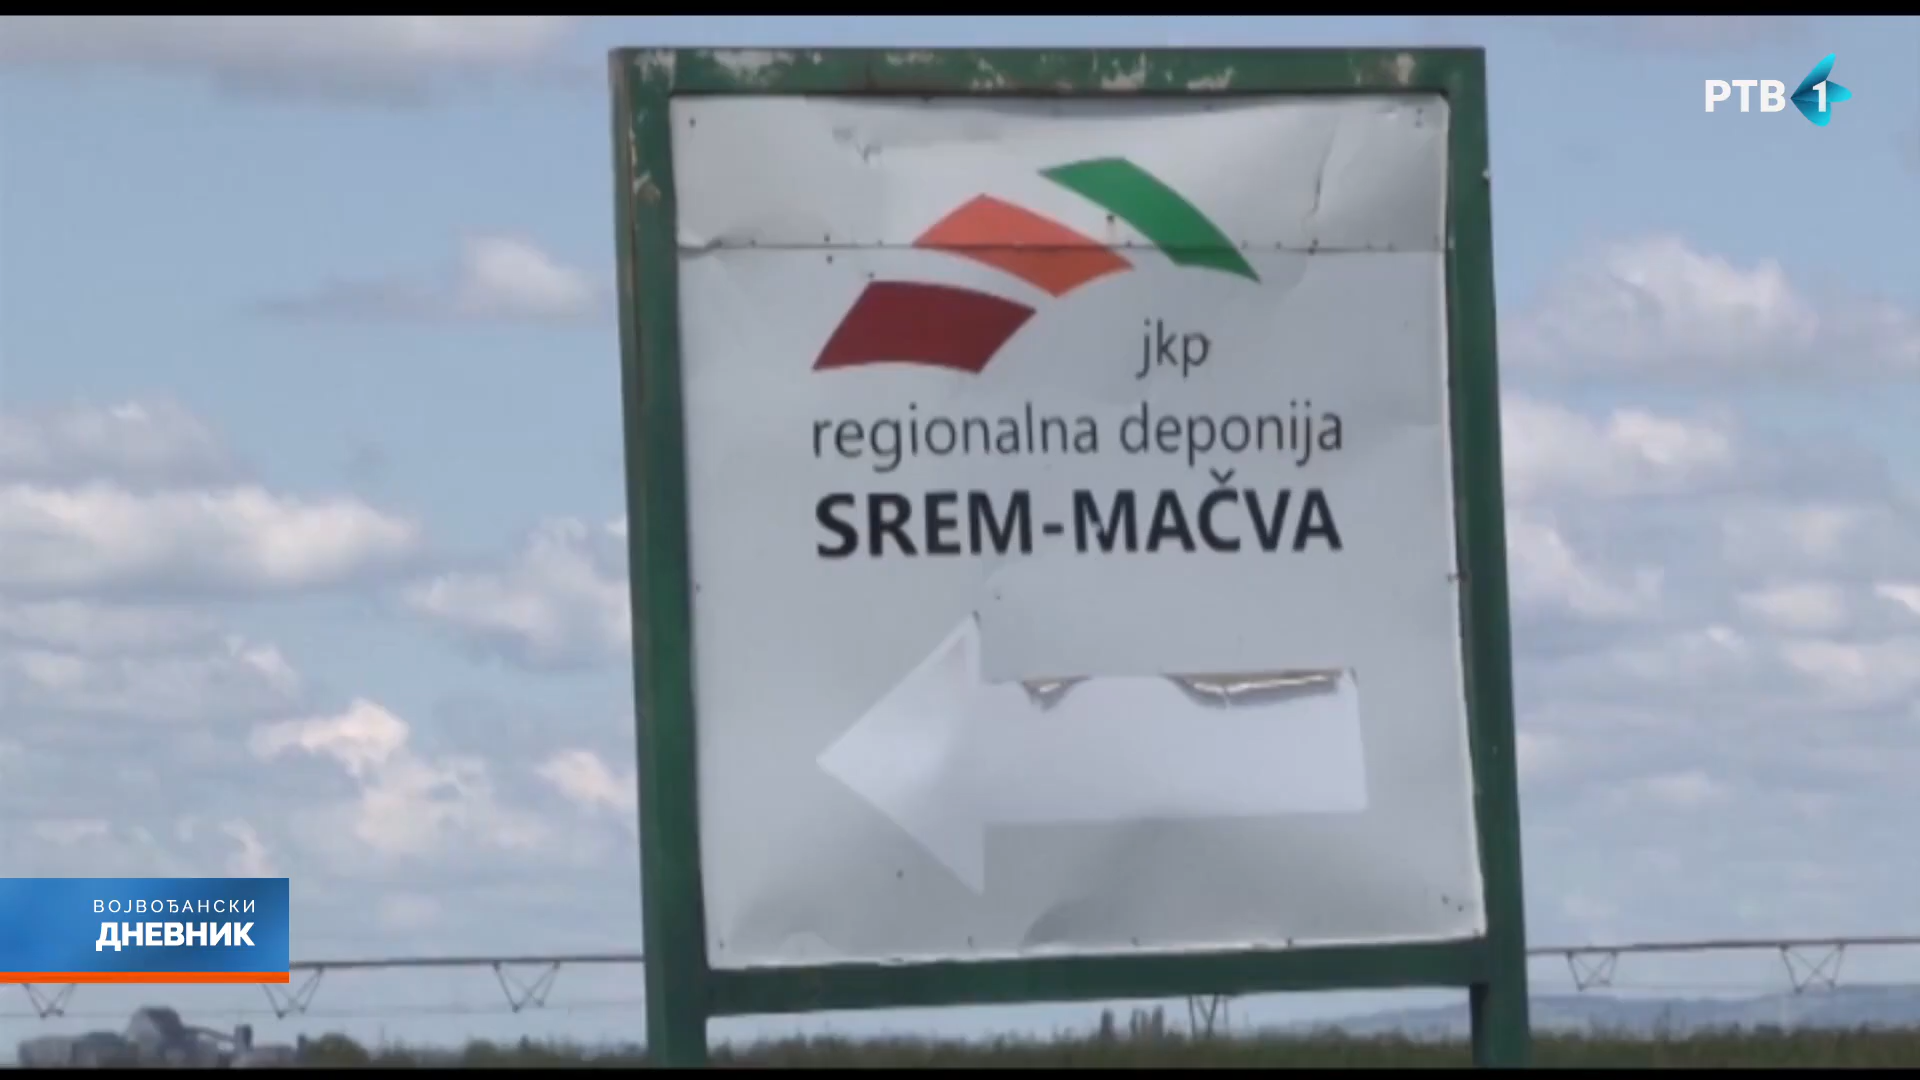 РТВ 1
jkp
regionalna deponija
SREM-MAČVA
ВОЈВОЂАНСКИ
ДНЕВНИК